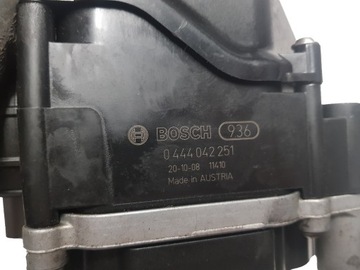 BOSCH 936
0 444 042 251
20-10-08 11410
Made in AUSTRIA